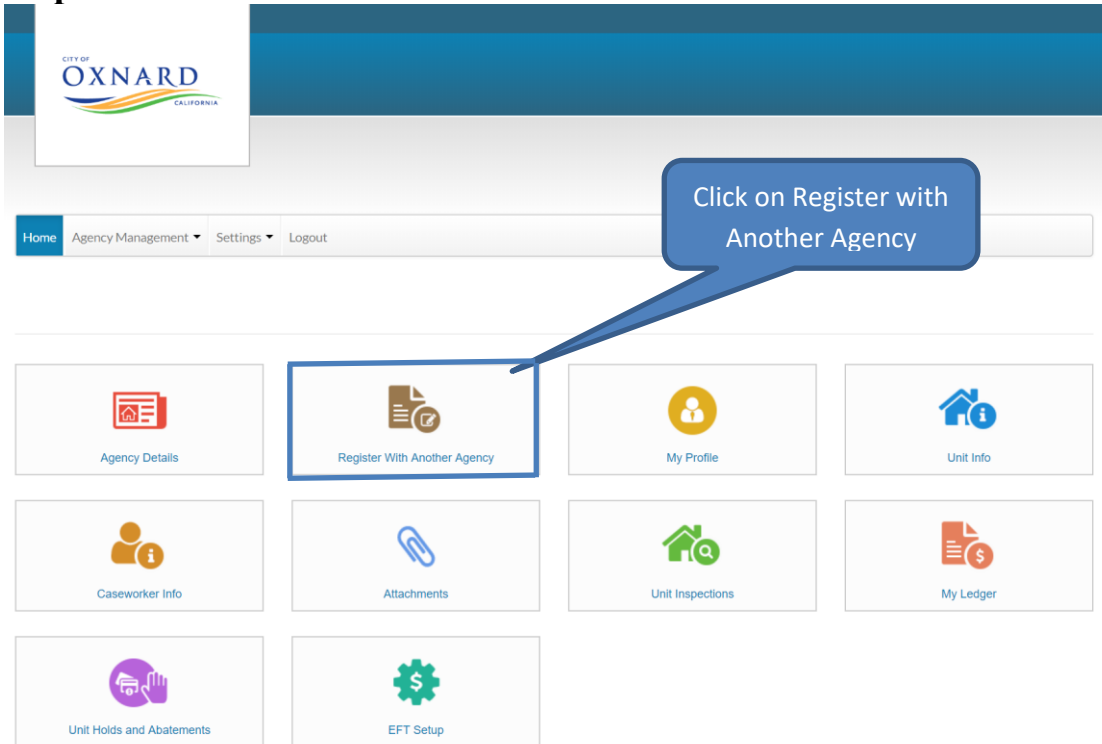 CITY OF
OXNARD
CALIFORNIA
Click on Register with
Another Agency
Home Agency Management Settings Logout
Agency Details
Register With Another Agency
My Profile
Unit Info
Caseworker Info
Attachments
Unit Inspections
My Ledger
Unit Holds and Abatements
EFT Setup